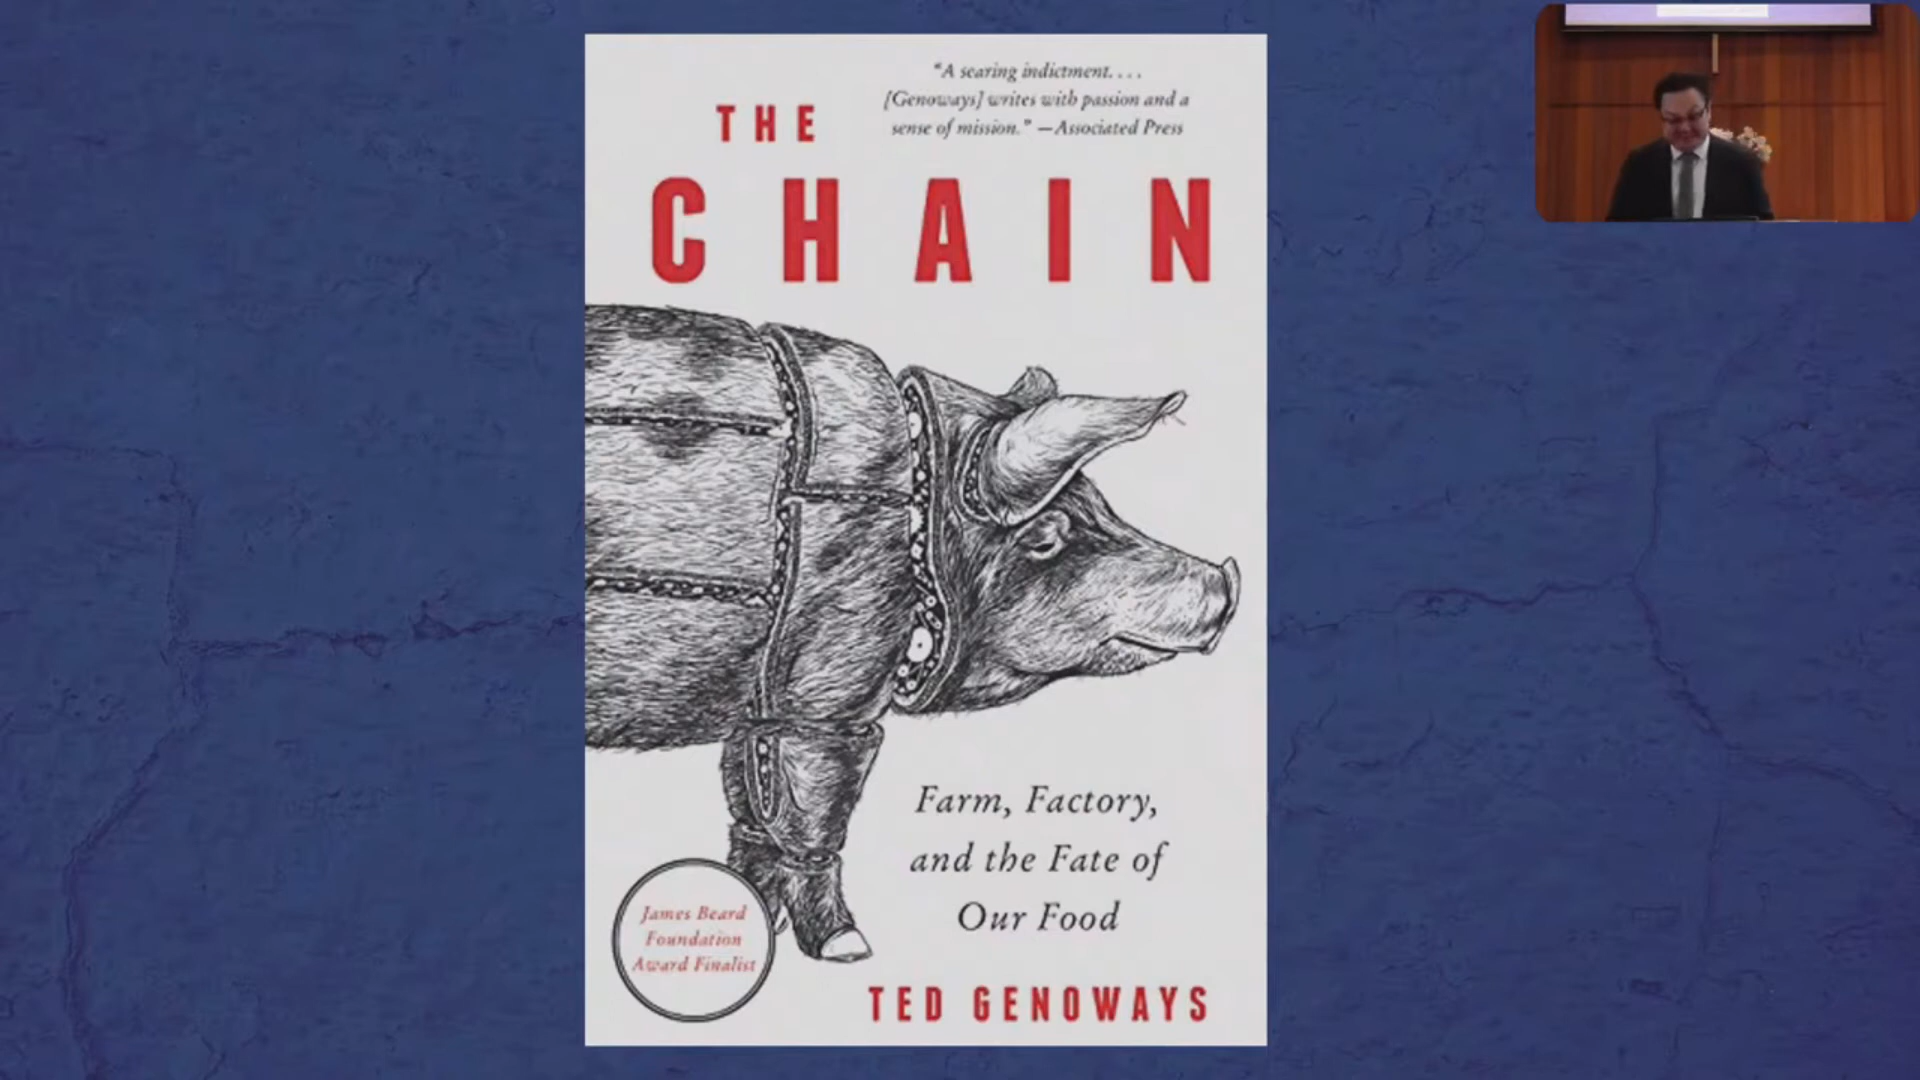 “A searing indictment. . . .
[Genoways] writes with passion and a
sense of mission.” —Associated Press
THE
CHAIN
Farm, Factory,
and the Fate of
Our Food
James Beard
Foundation
Award Finalist
TED GENOWAYS